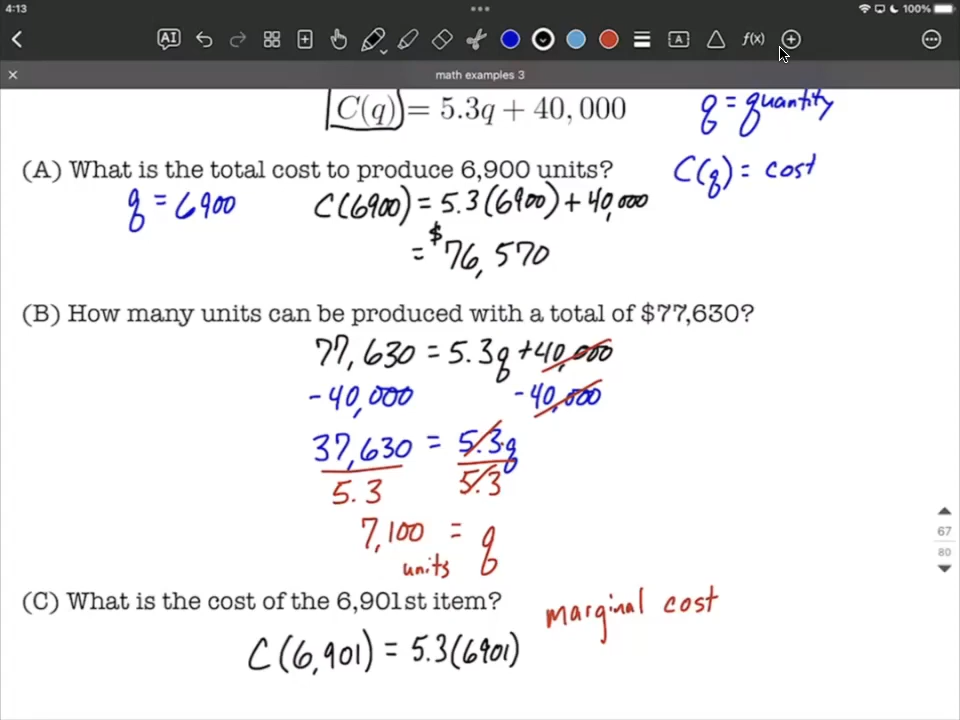 4:13
100%
AI
A
f(x)
math examples 3
C(q) = 5.3q + 40,000
q = quantity
(A) What is the total cost to produce 6,900 units?
C(q) = cost
q = 6900
C(6900) = 5.3(6900) + 40,000
= $76,570
(B) How many units can be produced with a total of $77,630?
77,630 = 5.3q + 40,000
- 40,000 - 40,000
37,630 = 5.3q
5.3 5.3
7,100 = q
units
67
80
(C) What is the cost of the 6,901st item?
marginal cost
C(6,901) = 5.3(6901)